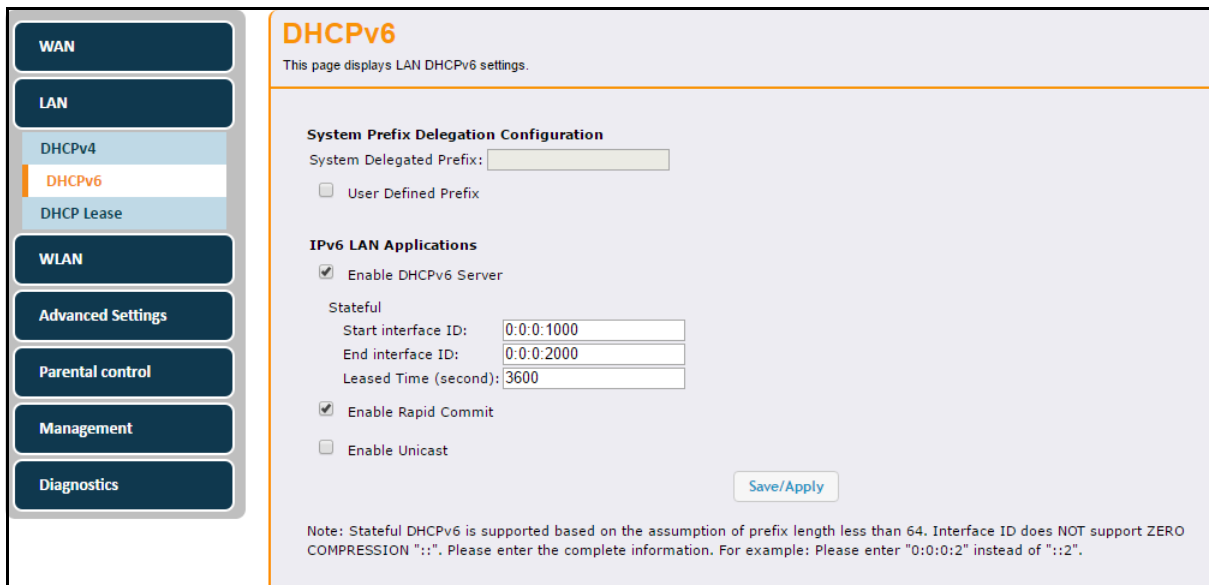 WAN
LAN
DHCPv4
DHCPv6
DHCP Lease
WLAN
Advanced Settings
Parental control
Management
Diagnostics
DHCPv6
This page displays LAN DHCPv6 settings.
System Prefix Delegation Configuration
System Delegated Prefix:
User Defined Prefix
IPv6 LAN Applications
Enable DHCPv6 Server
Stateful
Start interface ID: 0:0:0:1000
End interface ID: 0:0:0:2000
Leased Time (second): 3600
Enable Rapid Commit
Enable Unicast
Save/Apply
Note: Stateful DHCPv6 is supported based on the assumption of prefix length less than 64. Interface ID does NOT support ZERO
COMPRESSION "::". Please enter the complete information. For example: Please enter "0:0:0:2" instead of "::2".